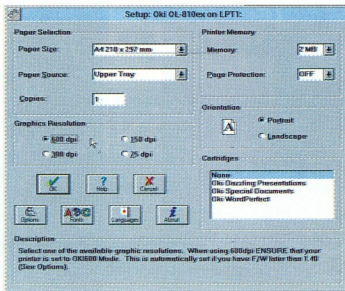 Setup: Oki OL-810ex on LPT1:
Paper Selection
Paper Size:
A4 210 x 297 mm
Paper Source:
Upper Tray
Copies:
1
Printer Memory
Memory:
2 MB
Page Protection:
OFF
Orientation
Portrait
Landscape
Graphics Resolution
600 dpi
150 dpi
300 dpi
75 dpi
Cartridges
None
Oki Dazzling Presentations
Oki Special Documents
Oki WordPerfect
OK
Help
Cancel
Options
Fonts
Languages
About
Description
Select one of the available graphic resolutions. When using 600dpi ENSURE that your
printer is set to OKI600 Mode. This is automatically set if you have F/W later than 1.40
(See Options).